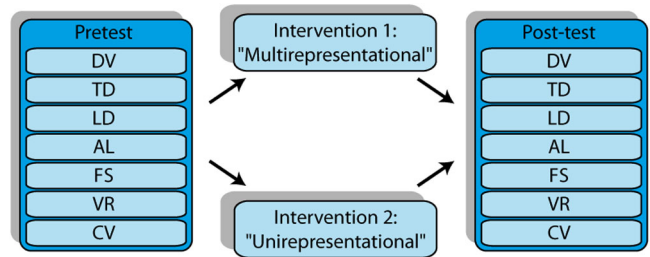 Pretest
DV
TD
LD
AL
FS
VR
CV
Intervention 1:
"Multirepresentational"
Intervention 2:
"Unirepresentational"
Post-test
DV
TD
LD
AL
FS
VR
CV